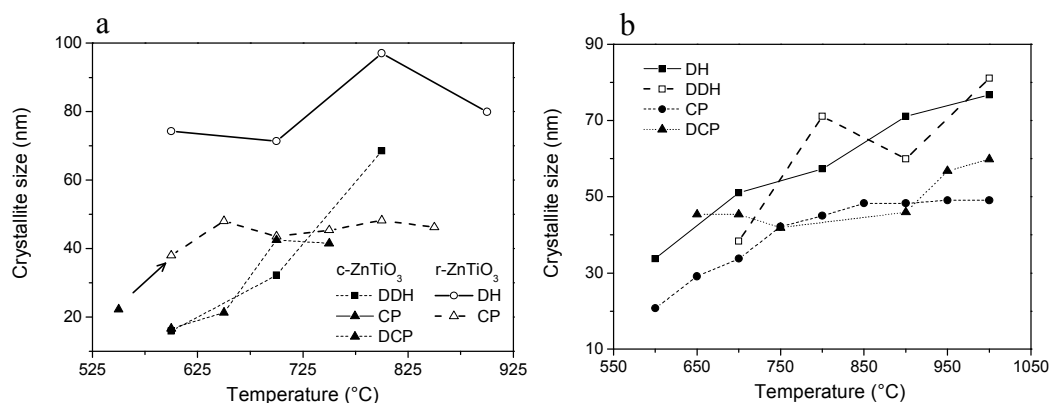 a
Crystallite size (nm)
100
80
60
40
20
c-ZnTiO₃ r-ZnTiO₃
DDH DH
CP CP
DCP
525 625 725 825 925
Temperature (°C)
b
Crystallite size (nm)
90
70
50
30
10
DH
DDH
CP
DCP
550 650 750 850 950 1050
Temperature (°C)